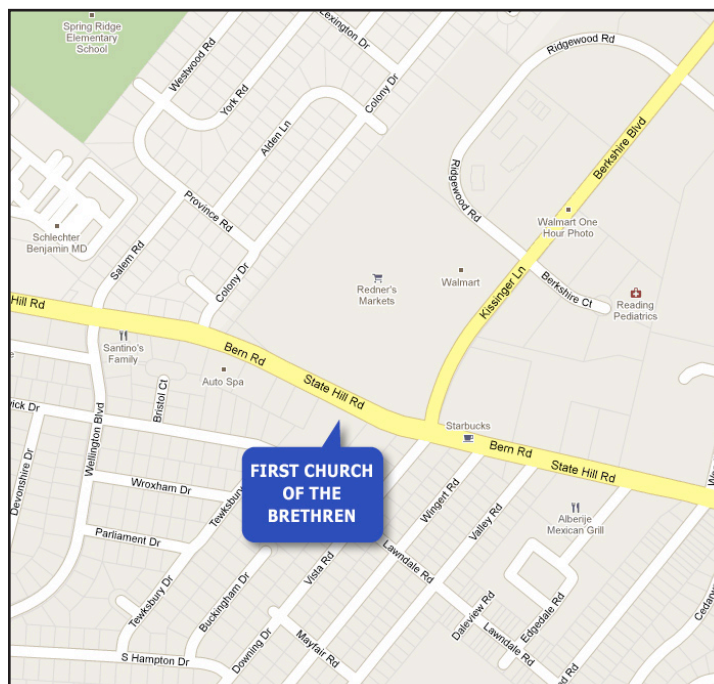 Spring Ridge
Elementary
School
Westwood Rd
Lexington Dr
York Rd
Colony Dr
Ridgewood Rd
Berkshire Blvd
Alden Ln
Ridgewood Rd
Province Rd
Schlechter
Benjamin MD
Salem Rd
Walmart One
Hour Photo
Colony Dr
Redner's
Markets
Walmart
Kissinger Ln
Berkshire Ct
Reading
Pediatrics
Hill Rd
Santino's
Family
Bern Rd
Auto Spa
State Hill Rd
Bristol Ct
wick Dr
Wellington Blvd
Devonshire Dr
Starbucks
Bern Rd
State Hill Rd
FIRST CHURCH
OF THE
BRETHREN
Wroxham Dr
Tewksbury
Wingert Rd
Valley Rd
Alberije
Mexican Grill
Parliament Dr
Vista Rd
Lawndale Rd
Tewksbury Dr
Buckingham Dr
Daleview Rd
Edgedale Rd
Lawndale Rd
S Hampton Dr
Downing Dr
Mayfair Rd